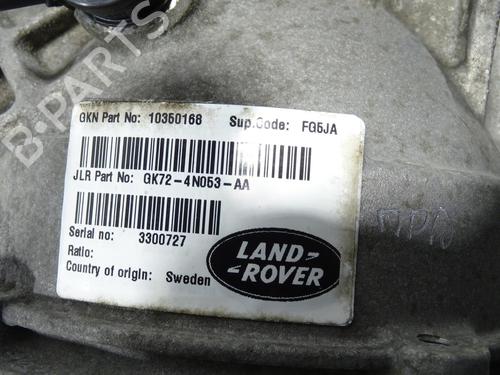 B-PARTS
GKN Part No: 10350168 Sup.Code: FG5JA
JLR Part No: GK72-4N053-AA
Serial no: 3300727
Ratio:
Country of origin: Sweden
LAND-
-ROVER